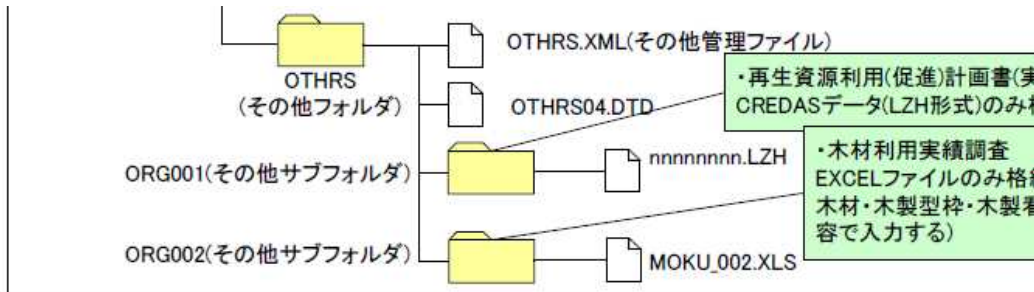 OTHRS.XML(その他管理ファイル)
OTHRS
(その他フォルダ)
・再生資源利用(促進)計画書(実
CREDASデータ(LZH形式)のみ
OTHRS04.DTD
ORG001(その他サブフォルダ)
nnnnnnnn.LZH
・木材利用実績調査
EXCELファイルのみ格
木材・木製型枠・木製看
容で入力する)
ORG002(その他サブフォルダ)
MOKU_002.XLS